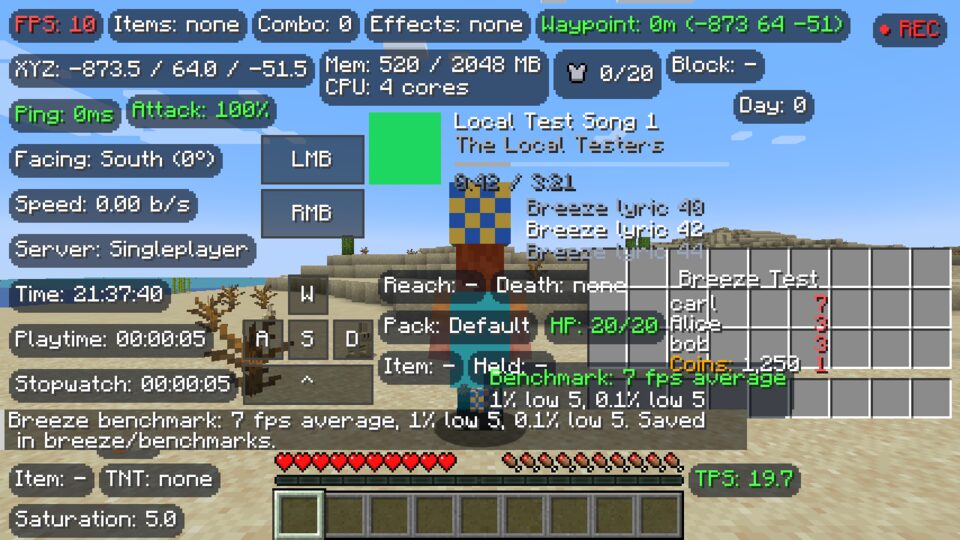 FPS: 10
Items: none
Combo: 0
Effects: none
Waypoint: 0m (-873 64 -51)
REC
XYZ: -873.5 / 64.0 / -51.5
Mem: 520 / 2048 MB
CPU: 4 cores
0/20
Block: -
Day: 0
Ping: 0ms
Attack: 100%
Local Test Song 1
The Local Testers
0:42 / 3:21
Facing: South (0°)
LMB
RMB
Speed: 0.00 b/s
Breeze lyric 40
Breeze lyric 42
Breeze lyric 44
Server: Singleplayer
Time: 21:37:40
W
Reach: -
Death: none
Breeze Test
carl 7
Alice 3
bob 3
Coins: 1,250 1
Playtime: 00:00:05
A
S
D
Pack: Default
HP: 20/20
Stopwatch: 00:00:05
^
Item: -
Held: -
Benchmark: 7 fps average
1% low 5, 0.1% low 5
Breeze benchmark: 7 fps average, 1% low 5, 0.1% low 5. Saved
in breeze/benchmarks.
Item: -
TNT: none
TPS: 19.7
Saturation: 5.0